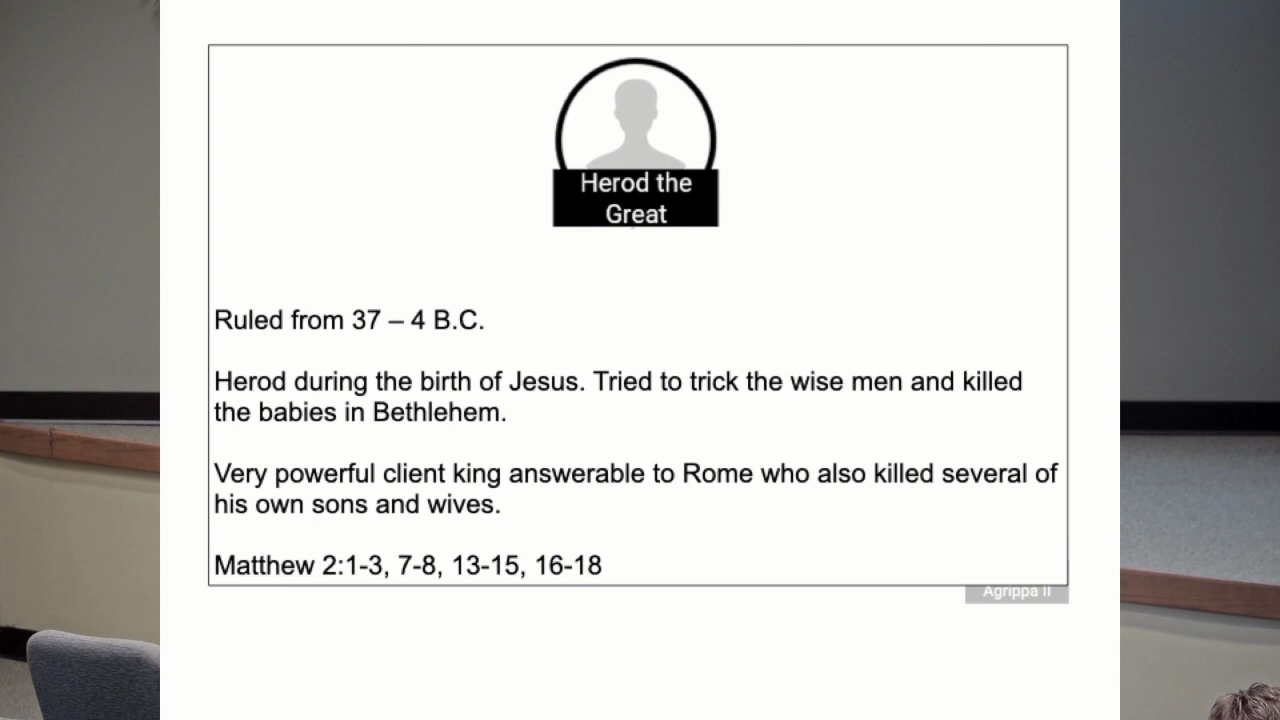 Herod the
Great
Ruled from 37 – 4 B.C.
Herod during the birth of Jesus. Tried to trick the wise men and killed
the babies in Bethlehem.
Very powerful client king answerable to Rome who also killed several of
his own sons and wives.
Matthew 2:1-3, 7-8, 13-15, 16-18
Agrippa II